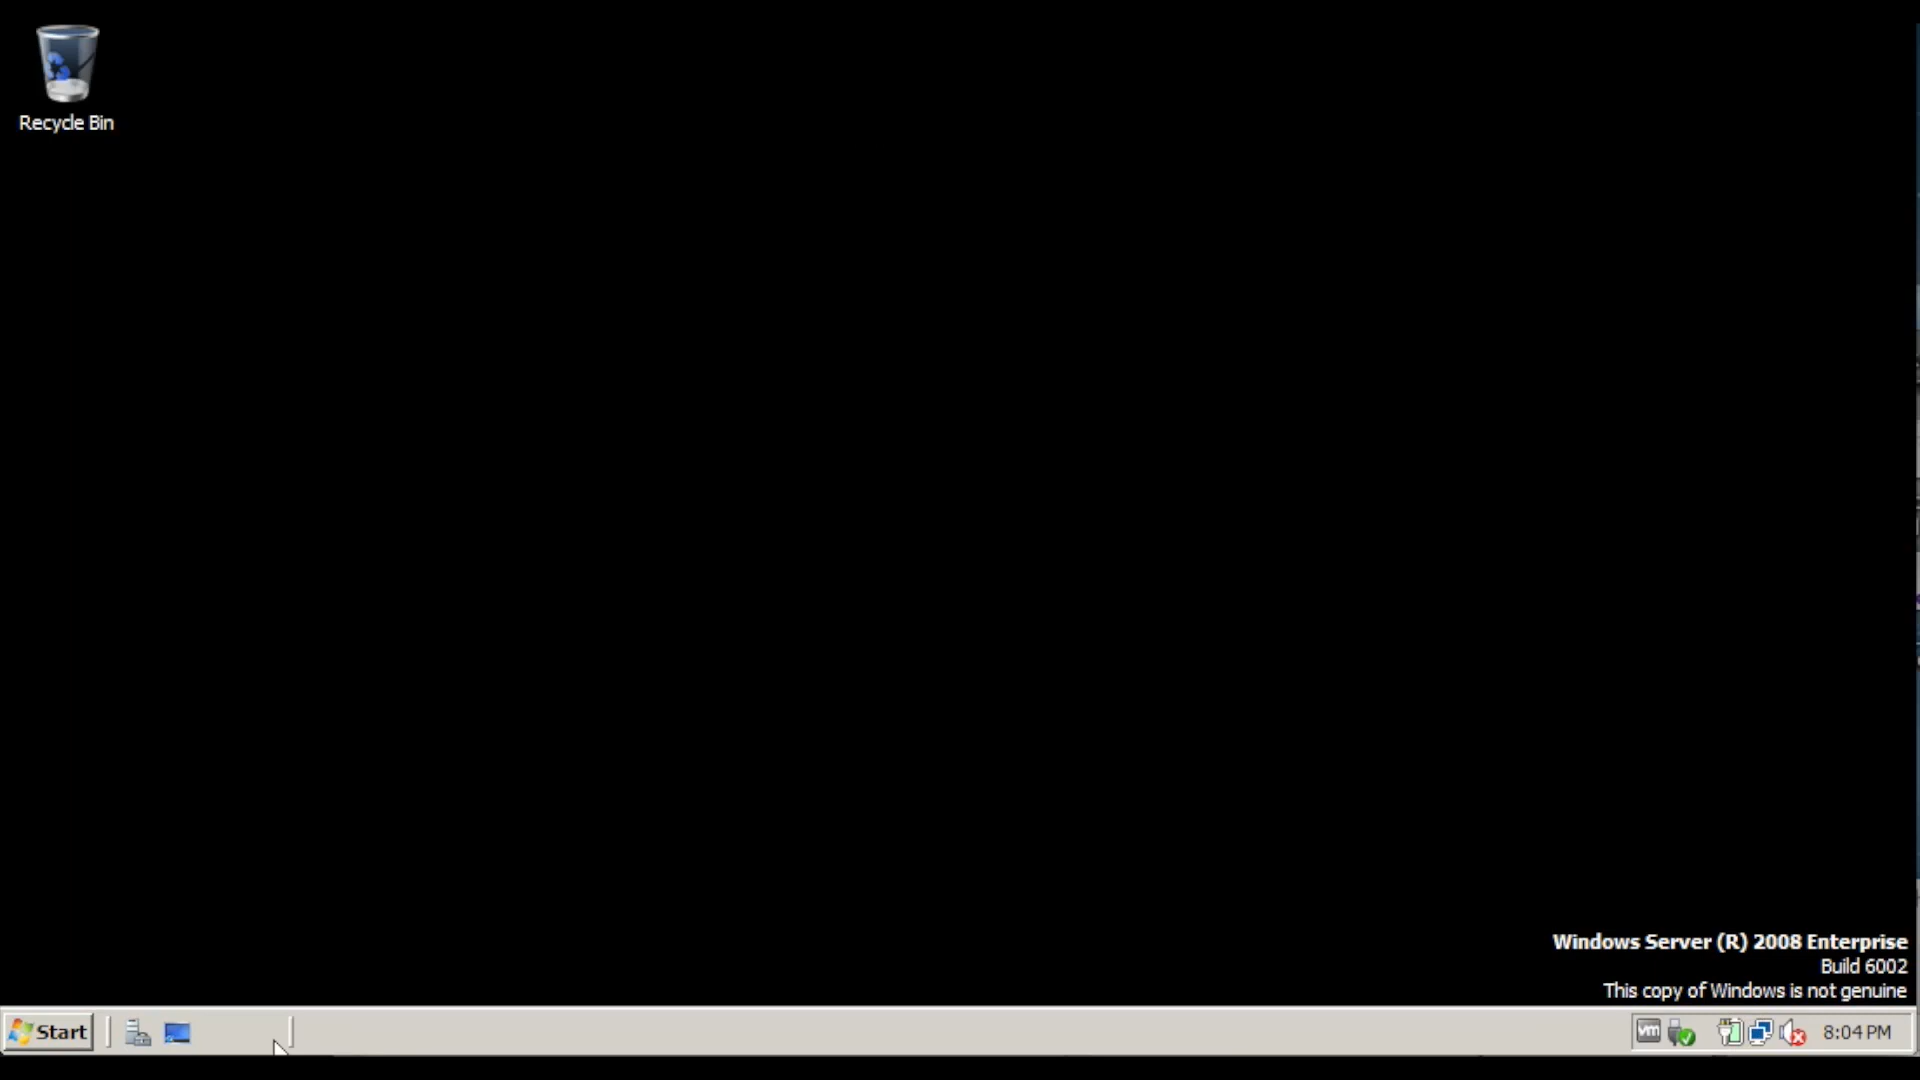 Recycle Bin
Windows Server (R) 2008 Enterprise
Build 6002
This copy of Windows is not genuine
Start
vm
8:04 PM